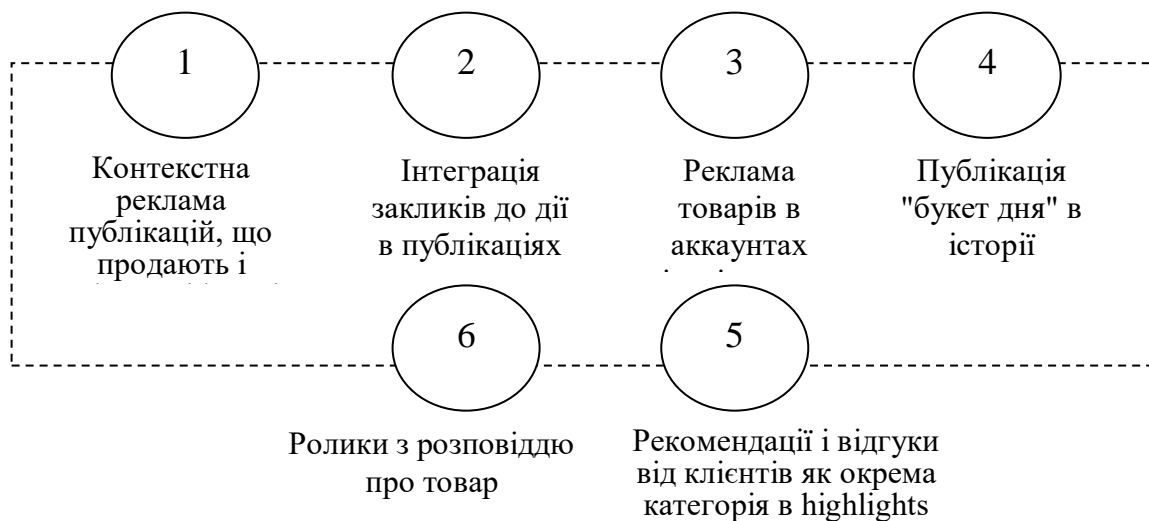 1
Контекстна
реклама
публікацій, що
продають і
2
Інтеграція
закликів до дії
в публікаціях
3
Реклама
товарів в
аккаунтах
4
Публікація
"букет дня" в
історії
6
Ролики з розповіддю
про товар
5
Рекомендації і відгуки
від клієнтів як окрема
категорія в highlights